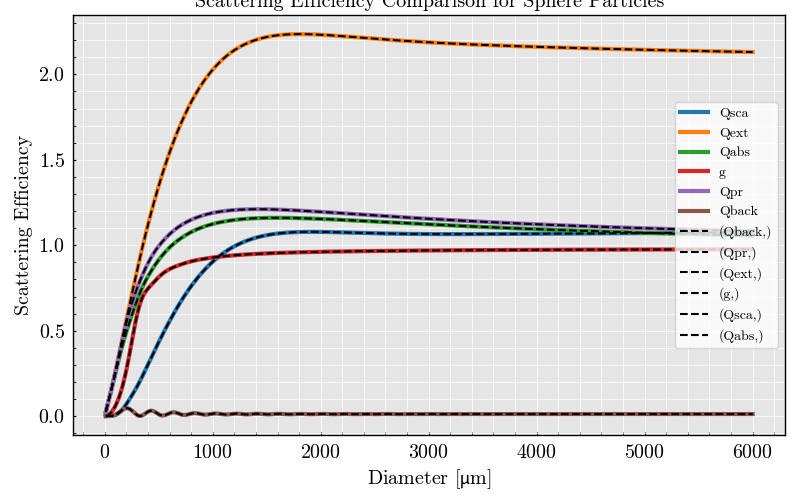 Scattering Efficiency Comparison for Sphere Particles
Scattering Efficiency
2.0
1.5
1.0
0.5
0.0
Qsca
Qext
Qabs
g
Qpr
Qback
(Qback,)
(Qpr,)
(Qext,)
(g,)
(Qsca,)
(Qabs,)
0 1000 2000 3000 4000 5000 6000
Diameter [μm]